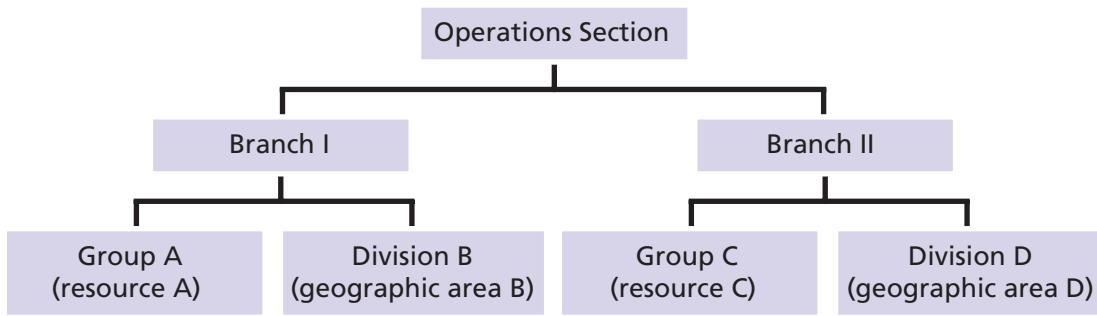 Operations Section
Branch I
Branch II
Group A
(resource A)
Division B
(geographic area B)
Group C
(resource C)
Division D
(geographic area D)